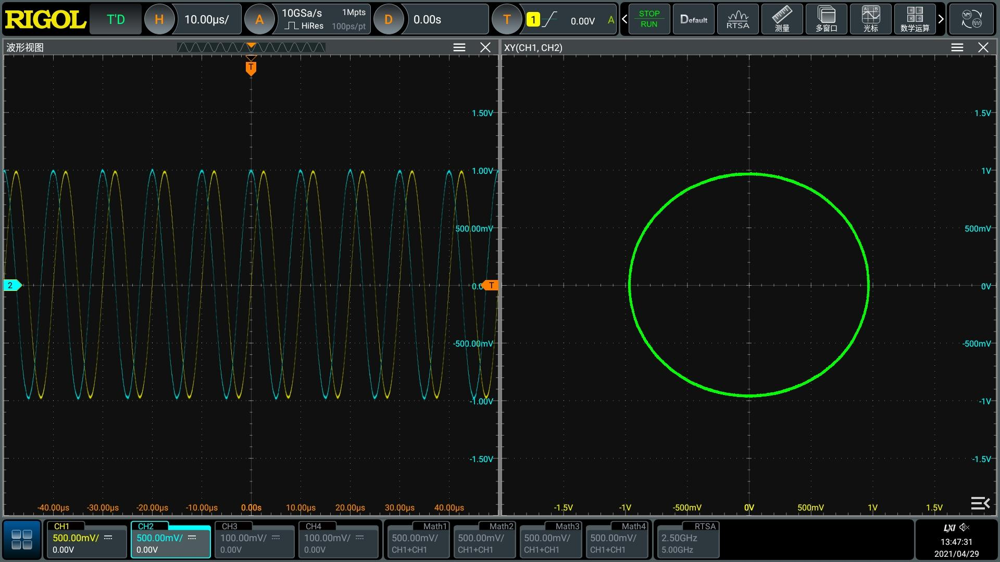 RIGOL
T'D
H
10.00μs/
A
10GSa/s
1Mpts
HiRes
100ps/pt
D
0.00s
T
1
0.00V
A
STOP
RUN
Default
RTSA
测量
多窗口
光标
A
B
数学运算
波形视图
XY(CH1, CH2)
T
1.50V
1.00V
500.00mV
2
T
-500.00mV
-1.00V
-1.50V
-40.00μs
-30.00μs
-20.00μs
-10.00μs
0.00s
10.00μs
20.00μs
30.00μs
40.00μs
1.5V
1V
500mV
0V
-500mV
-1V
-1.5V
-1.5V
-1V
-500mV
0V
500mV
1V
1.5V
CH1
500.00mV/
0.00V
CH2
500.00mV/
0.00V
CH3
100.00mV/
0.00V
CH4
100.00mV/
0.00V
Math1
500.00mV/
CH1+CH1
Math2
500.00mV/
CH1+CH1
Math3
500.00mV/
CH1+CH1
Math4
500.00mV/
CH1+CH1
RTSA
2.50GHz
5.00GHz
LXI
13:47:31
2021/04/29